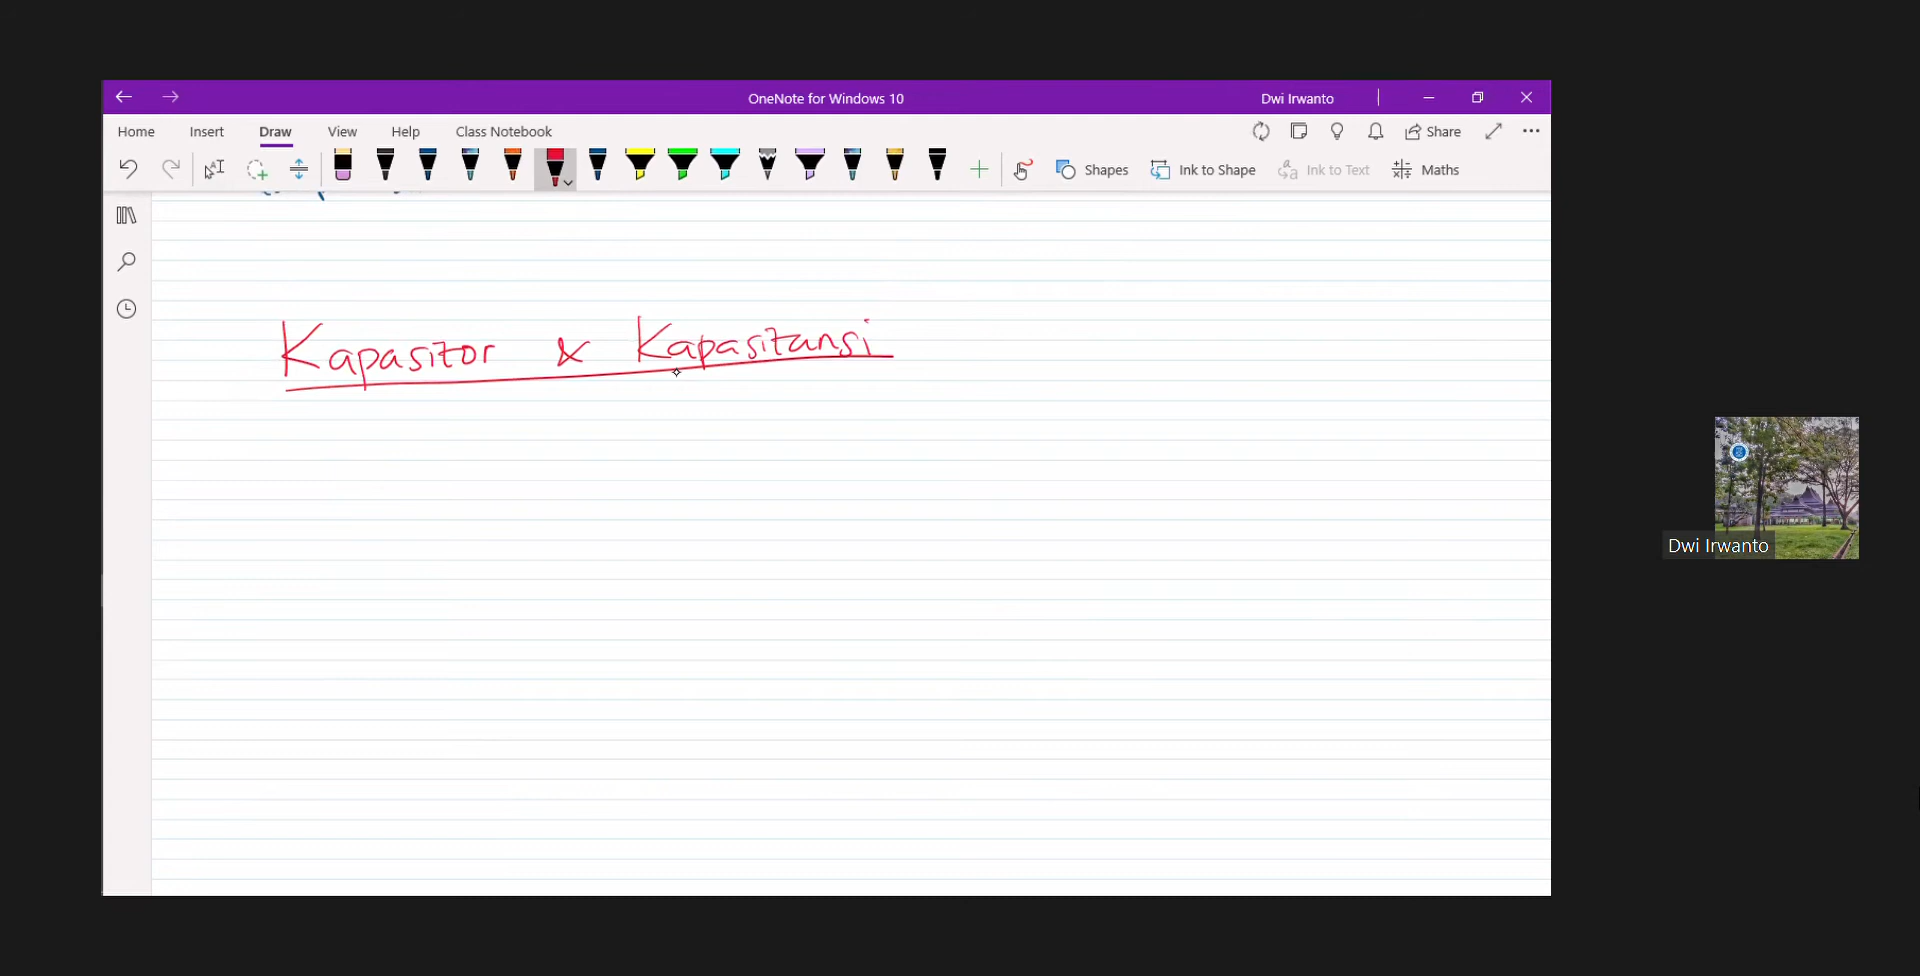 OneNote for Windows 10
Dwi Irwanto
Home Insert Draw View Help Class Notebook Share
Shapes Ink to Shape Ink to Text Maths
Kapasitor & Kapasitansi
Dwi Irwanto